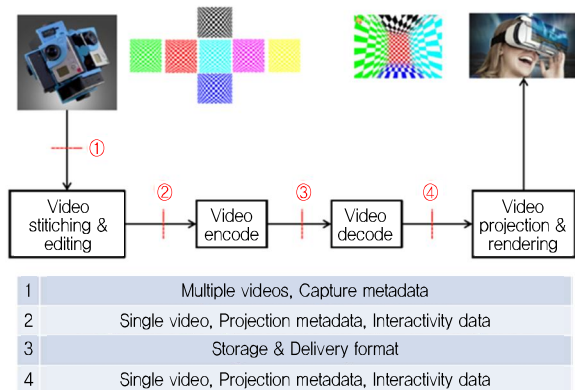 ①
②
③
④
Video
stitiching &
editing
Video
encode
Video
decode
Video
projection &
rendering
1 Multiple videos, Capture metadata
2 Single video, Projection metadata, Interactivity data
3 Storage & Delivery format
4 Single video, Projection metadata, Interactivity data